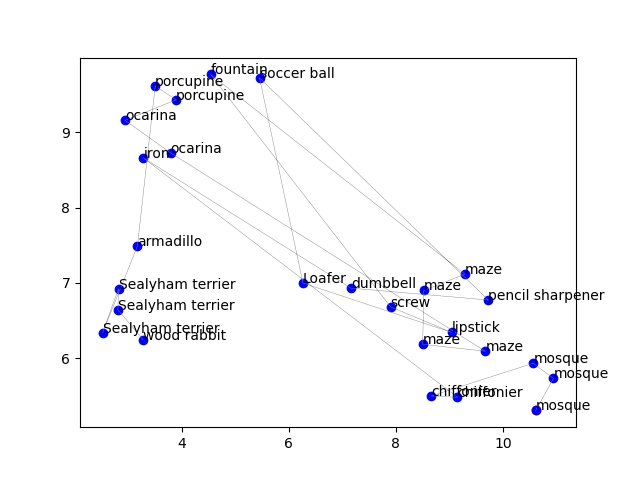 fountain
soccer ball
porcupine
porcupine
9
ocarina
ocarina
iron
8
armadillo
7
maze
Loafer
dumbbell
maze
Sealyham terrier
pencil sharpener
screw
Sealyham terrier
lipstick
Sealyham terrier
wood rabbit
maze
maze
6
mosque
mosque
chiffonier
chiffonier
mosque
4
6
8
10